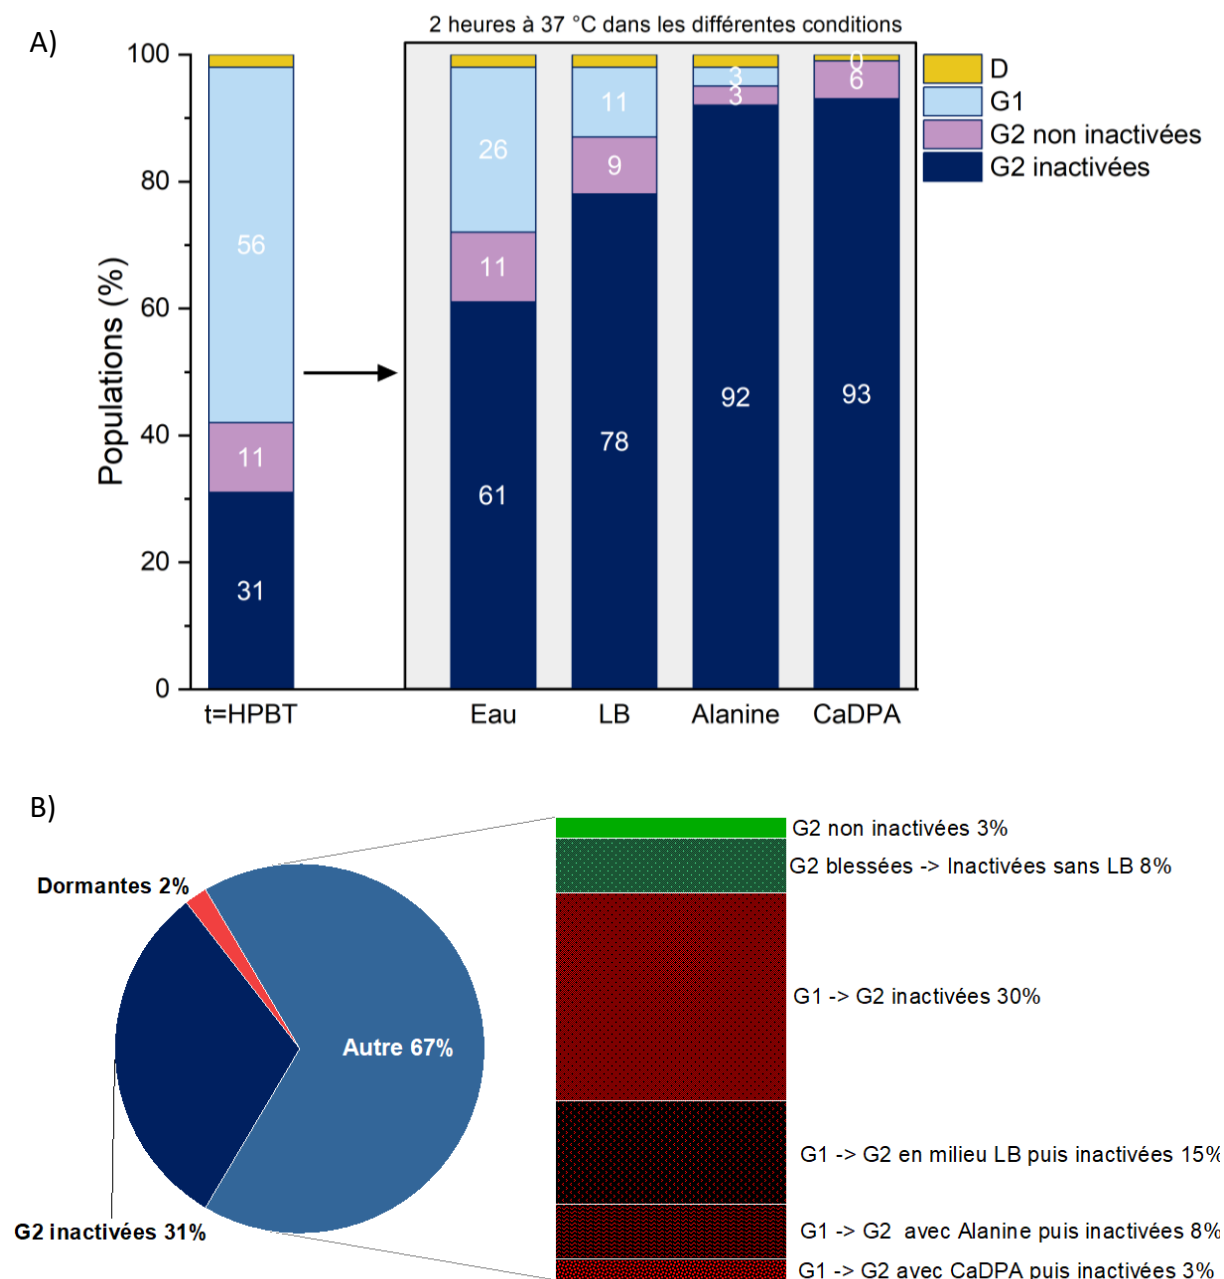 A)
2 heures à 37 °C dans les différentes conditions
100
80
60
40
20
0
Populations (%)
56
11
31
26
11
61
11
9
78
3
3
92
0
6
93
D
G1
G2 non inactivées
G2 inactivées
t=HPBT
Eau
LB
Alanine
CaDPA
B)
Dormantes 2%
Autre 67%
G2 inactivées 31%
G2 non inactivées 3%
G2 blessées -> Inactivées sans LB 8%
G1 -> G2 inactivées 30%
G1 -> G2 en milieu LB puis inactivées 15%
G1 -> G2 avec Alanine puis inactivées 8%
G1 -> G2 avec CaDPA puis inactivées 3%